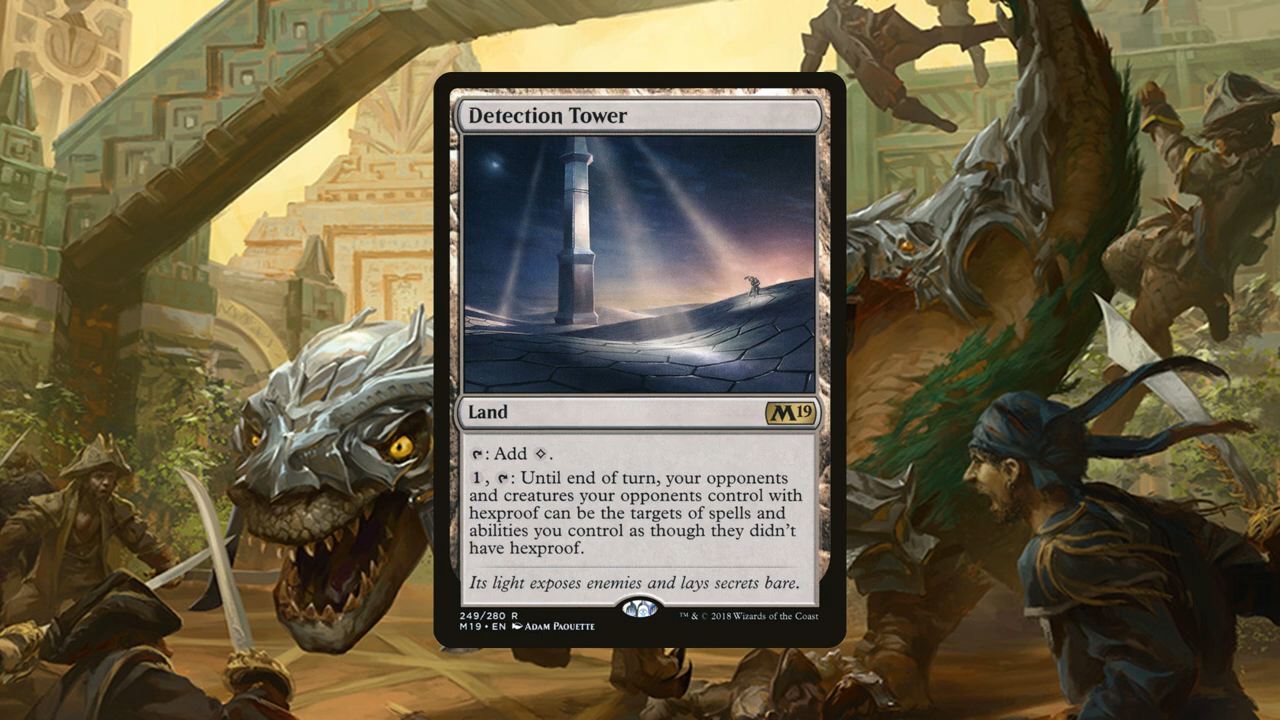 Detection Tower
Land
M19
: Add .
1, : Until end of turn, your opponents
and creatures your opponents control with
hexproof can be the targets of spells and
abilities you control as though they didn't
have hexproof.
Its light exposes enemies and lays secrets bare.
249/280 R
M19 • EN Adam Paquette
™ & © 2018 Wizards of the Coast